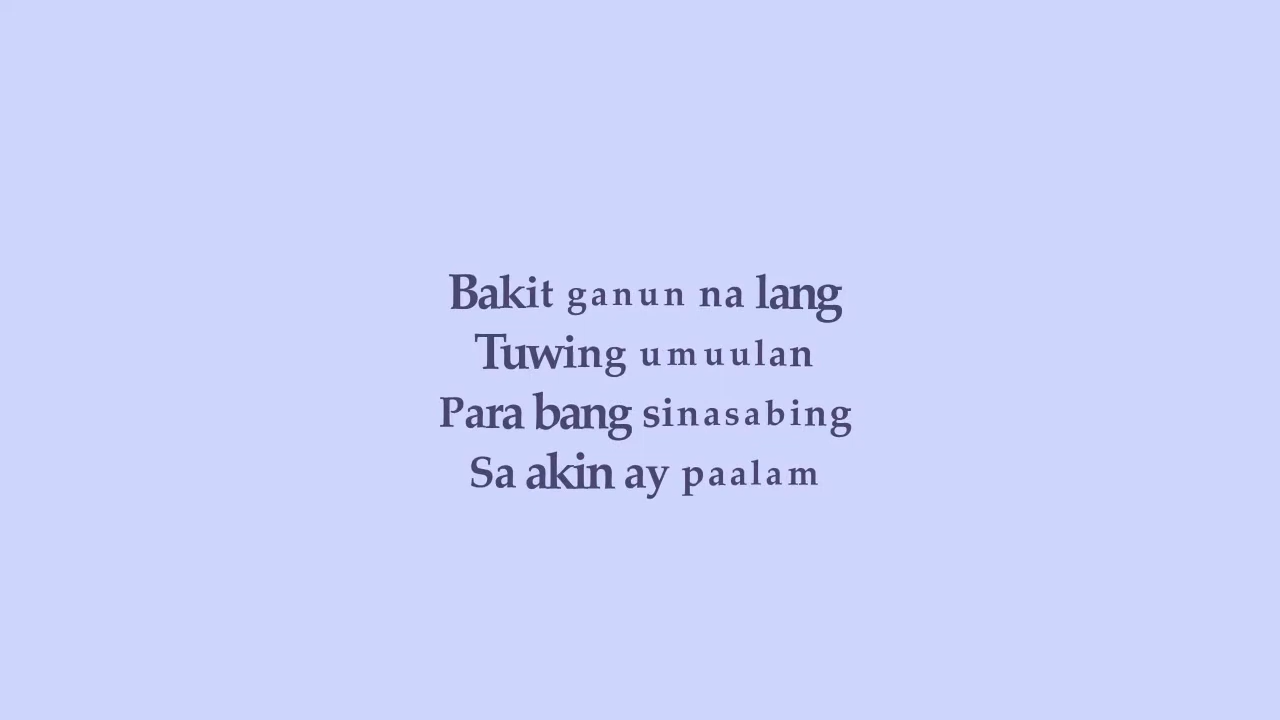 Bakit ganun na lang
Tuwing umuulan
Para bang sinasabing
Sa akin ay paalam